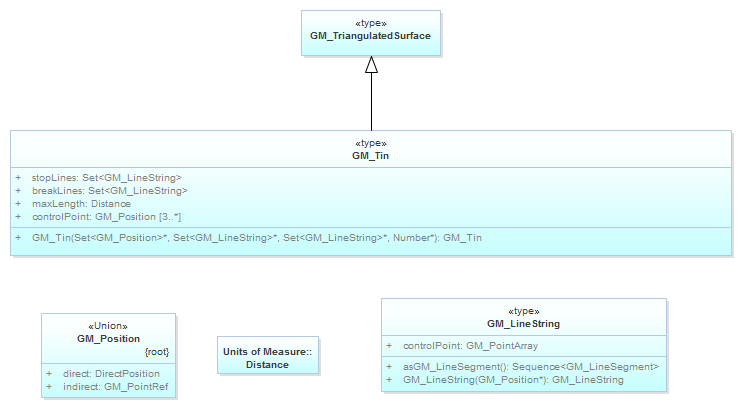 «type»
GM_TriangulatedSurface
«type»
GM_Tin
+ stopLines: Set<GM_LineString>
+ breakLines: Set<GM_LineString>
+ maxLength: Distance
+ controlPoint: GM_Position [3..*]
+ GM_Tin(Set<GM_Position>*, Set<GM_LineString>*, Set<GM_LineString>*, Number*): GM_Tin
«Union»
GM_Position
{root}
+ direct: DirectPosition
+ indirect: GM_PointRef
Units of Measure::
Distance
«type»
GM_LineString
+ controlPoint: GM_PointArray
+ asGM_LineSegment(): Sequence<GM_LineSegment>
+ GM_LineString(GM_Position*): GM_LineString